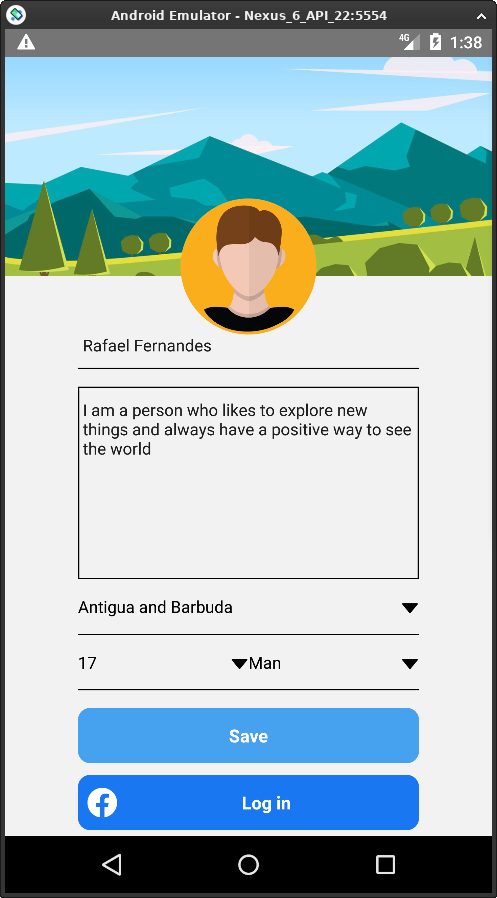 Android Emulator - Nexus_6_API_22:5554
4G 1:38
Rafael Fernandes
I am a person who likes to explore new
things and always have a positive way to see
the world
Antigua and Barbuda
17 Man
Save
Log in